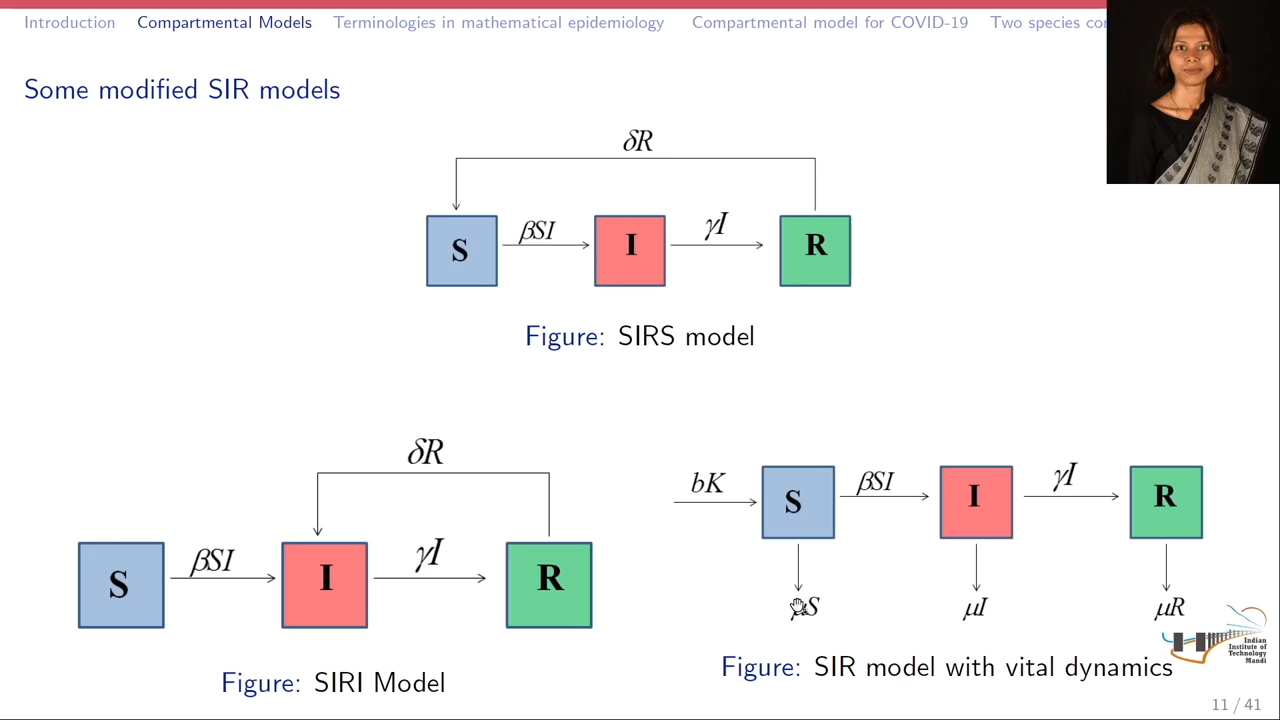 Introduction Compartmental Models Terminologies in mathematical epidemiology Compartmental model for COVID-19 Two species
Some modified SIR models
δR
S βSI I γI R
Figure: SIRS model
δR
S βSI I γI R
Figure: SIRI Model
bK S βSI I γI R
μS μI μR
Figure: SIR model with vital dynamics
Indian
Institute of
Technology
Mandi
11 / 41